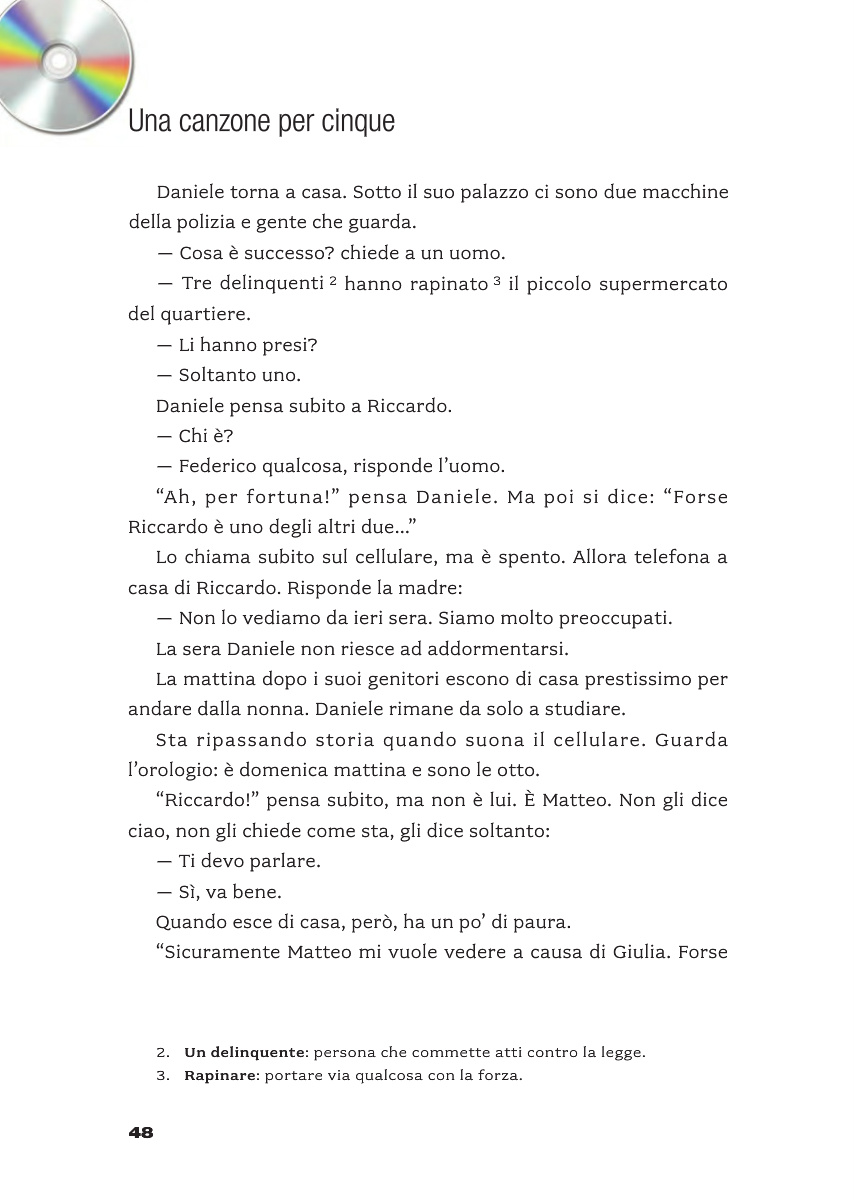 Una canzone per cinque
Daniele torna a casa. Sotto il suo palazzo ci sono due macchine
della polizia e gente che guarda.
— Cosa è successo? chiede a un uomo.
— Tre delinquenti 2 hanno rapinato 3 il piccolo supermercato
del quartiere.
— Li hanno presi?
— Soltanto uno.
Daniele pensa subito a Riccardo.
— Chi è?
— Federico qualcosa, risponde l’uomo.
“Ah, per fortuna!” pensa Daniele. Ma poi si dice: “Forse
Riccardo è uno degli altri due...”
Lo chiama subito sul cellulare, ma è spento. Allora telefona a
casa di Riccardo. Risponde la madre:
— Non lo vediamo da ieri sera. Siamo molto preoccupati.
La sera Daniele non riesce ad addormentarsi.
La mattina dopo i suoi genitori escono di casa prestissimo per
andare dalla nonna. Daniele rimane da solo a studiare.
Sta ripassando storia quando suona il cellulare. Guarda
l’orologio: è domenica mattina e sono le otto.
“Riccardo!” pensa subito, ma non è lui. È Matteo. Non gli dice
ciao, non gli chiede come sta, gli dice soltanto:
— Ti devo parlare.
— Sì, va bene.
Quando esce di casa, però, ha un po’ di paura.
“Sicuramente Matteo mi vuole vedere a causa di Giulia. Forse
2. Un delinquente: persona che commette atti contro la legge.
3. Rapinare: portare via qualcosa con la forza.
48